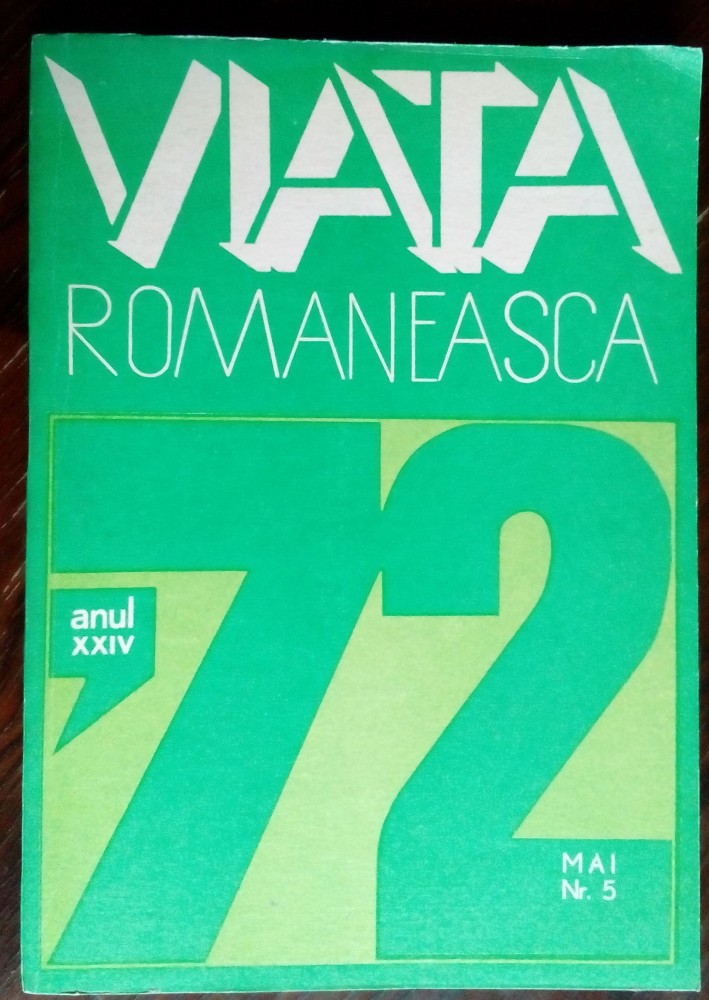 VIATA
ROMANEASCA
'72
anul
XXIV
MAI
Nr. 5